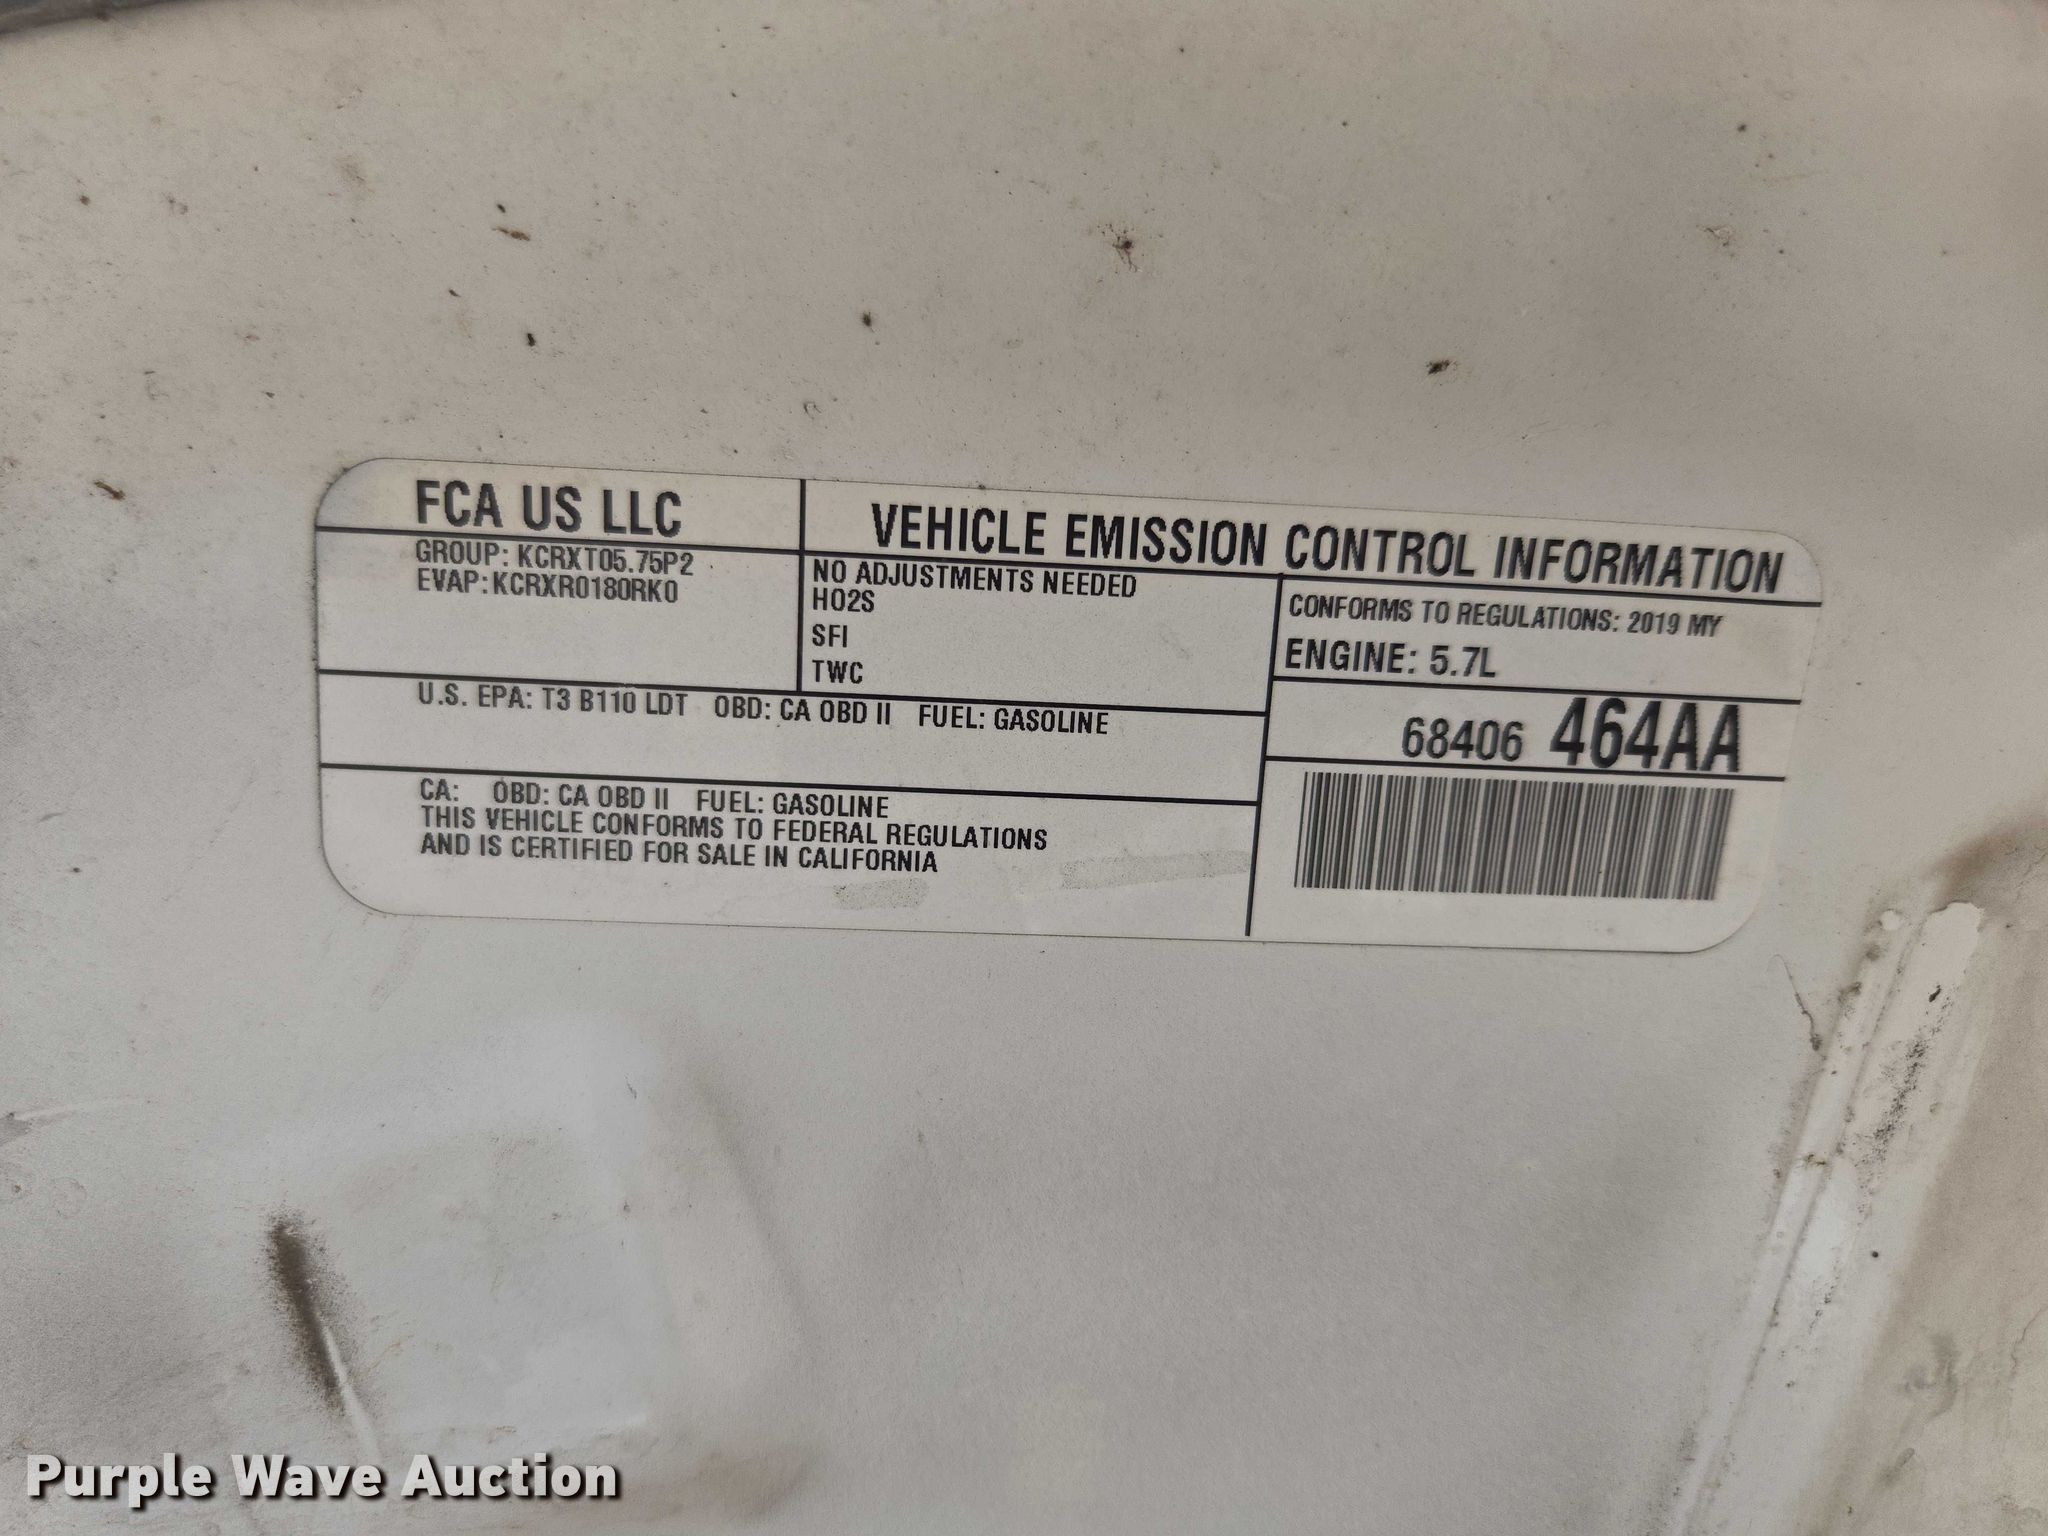 FCA US LLC
VEHICLE EMISSION CONTROL INFORMATION
GROUP: KCRXT05.75P2
EVAP: KCRXR0180RK0
NO ADJUSTMENTS NEEDED
HO2S
SFI
TWC
CONFORMS TO REGULATIONS: 2019 MY
ENGINE: 5.7L
U.S. EPA: T3 B110 LDT OBD: CA OBD II FUEL: GASOLINE
68406 464AA
CA: OBD: CA OBD II FUEL: GASOLINE
THIS VEHICLE CONFORMS TO FEDERAL REGULATIONS
AND IS CERTIFIED FOR SALE IN CALIFORNIA
Purple Wave Auction